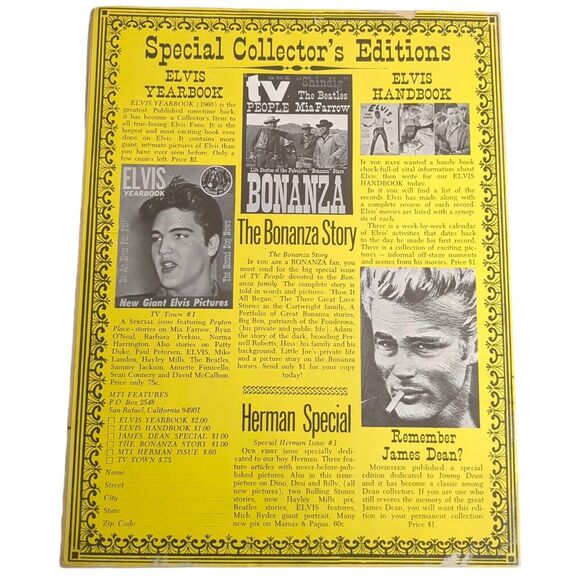 Special Collector's Editions
ELVIS
YEARBOOK
ELVIS YEARBOOK (1960) is the
greatest. Published sometime back,
it has become a Collector's Item to
all true-loving Elvis Fans. It is the
largest and most exciting book ever
done on Elvis. It contains more
giant, intimate pictures of Elvis than
you have ever seen before. Only a
few copies left. Price $2.
ELVIS
YEARBOOK
New Giant Elvis Pictures
TV Town #1
A SPECIAL issue featuring Peyton
Place—stories on Mia Farrow, Ryan
O'Neal, Barbara Perkins, Norma
Harrington. Also stories on Patty
Duke, Paul Petersen, ELVIS, Mike
Landon, Hayley Mills, The Beatles,
Sammy Jackson, Annette Funicello,
Sean Connery and David McCallum.
Price only 75c.
MTI FEATURES
P.O. Box 2548
San Rafael, California 94901
ELVIS YEARBOOK $2.00
ELVIS HANDBOOK $1.00
JAMES DEAN SPECIAL $1.00
THE BONANZA STORY $1.00
MTI HERMAN ISSUE $.60
TV TOWN $.75
Name
Street
City
State
Zip Code
tv
PEOPLE
"Shindig"
The Beatles
Mia Farrow
Life Stories of the Fabulous "Bonanza" Stars
BONANZA
The Bonanza Story
The Bonanza Story
IF YOU ARE a BONANZA fan, you
must send for the big special issue
of TV People devoted to the Bon-
anza family. The complete story is
told in words and pictures: "How It
All Began," The Three Great Love
Stories in the Cartwright family, A
Portfolio of Great Bonanza stories,
Big Ben, patriarch of the Ponderosa,
(his private and public life), Adam,
the story of the dark, brooding Per-
nell Roberts, Hoss: his family and his
background, Little Joe's private life
and a picture story on the Bonanza
horses. Send only $1 for your copy
today!
Herman Special
Special Herman Issue #1
OUR FIRST issue specially dedi-
cated to our boy Herman. Three fea-
ture articles with never-before-pub-
lished pictures. Also in this issue:
picture on Dino, Desi and Billy, (all
new pictures), two Rolling Stones
stories, new Hayley Mills pix,
Beatles stories, ELVIS features,
Mich Ryder giant portrait, Many
new pix on Mamas & Papas. 60c
ELVIS
HANDBOOK
IF YOU HAVE wanted a handy book
chock-full of vital information about
Elvis, then write for our ELVIS
HANDBOOK today.
In it you will find a list of the
records Elvis has made along with a
complete review of each record.
Elvis' movies are listed with a synop-
sis of each.
There is a week-by-week calendar
of Elvis' activities that dates back
to the day he made his first record.
There is a collection of exciting pic-
tures – informal off-stage moments
and scenes from his movies. Price $1.
Remember
James Dean?
MOVIETEEN published a special
edition dedicated to Jimmy Dean
and it has become a classic among
Dean collectors. If you are one who
still reveres the memory of the great
James Dean, you will want this edi-
tion in your permanent collection.
Price $1.